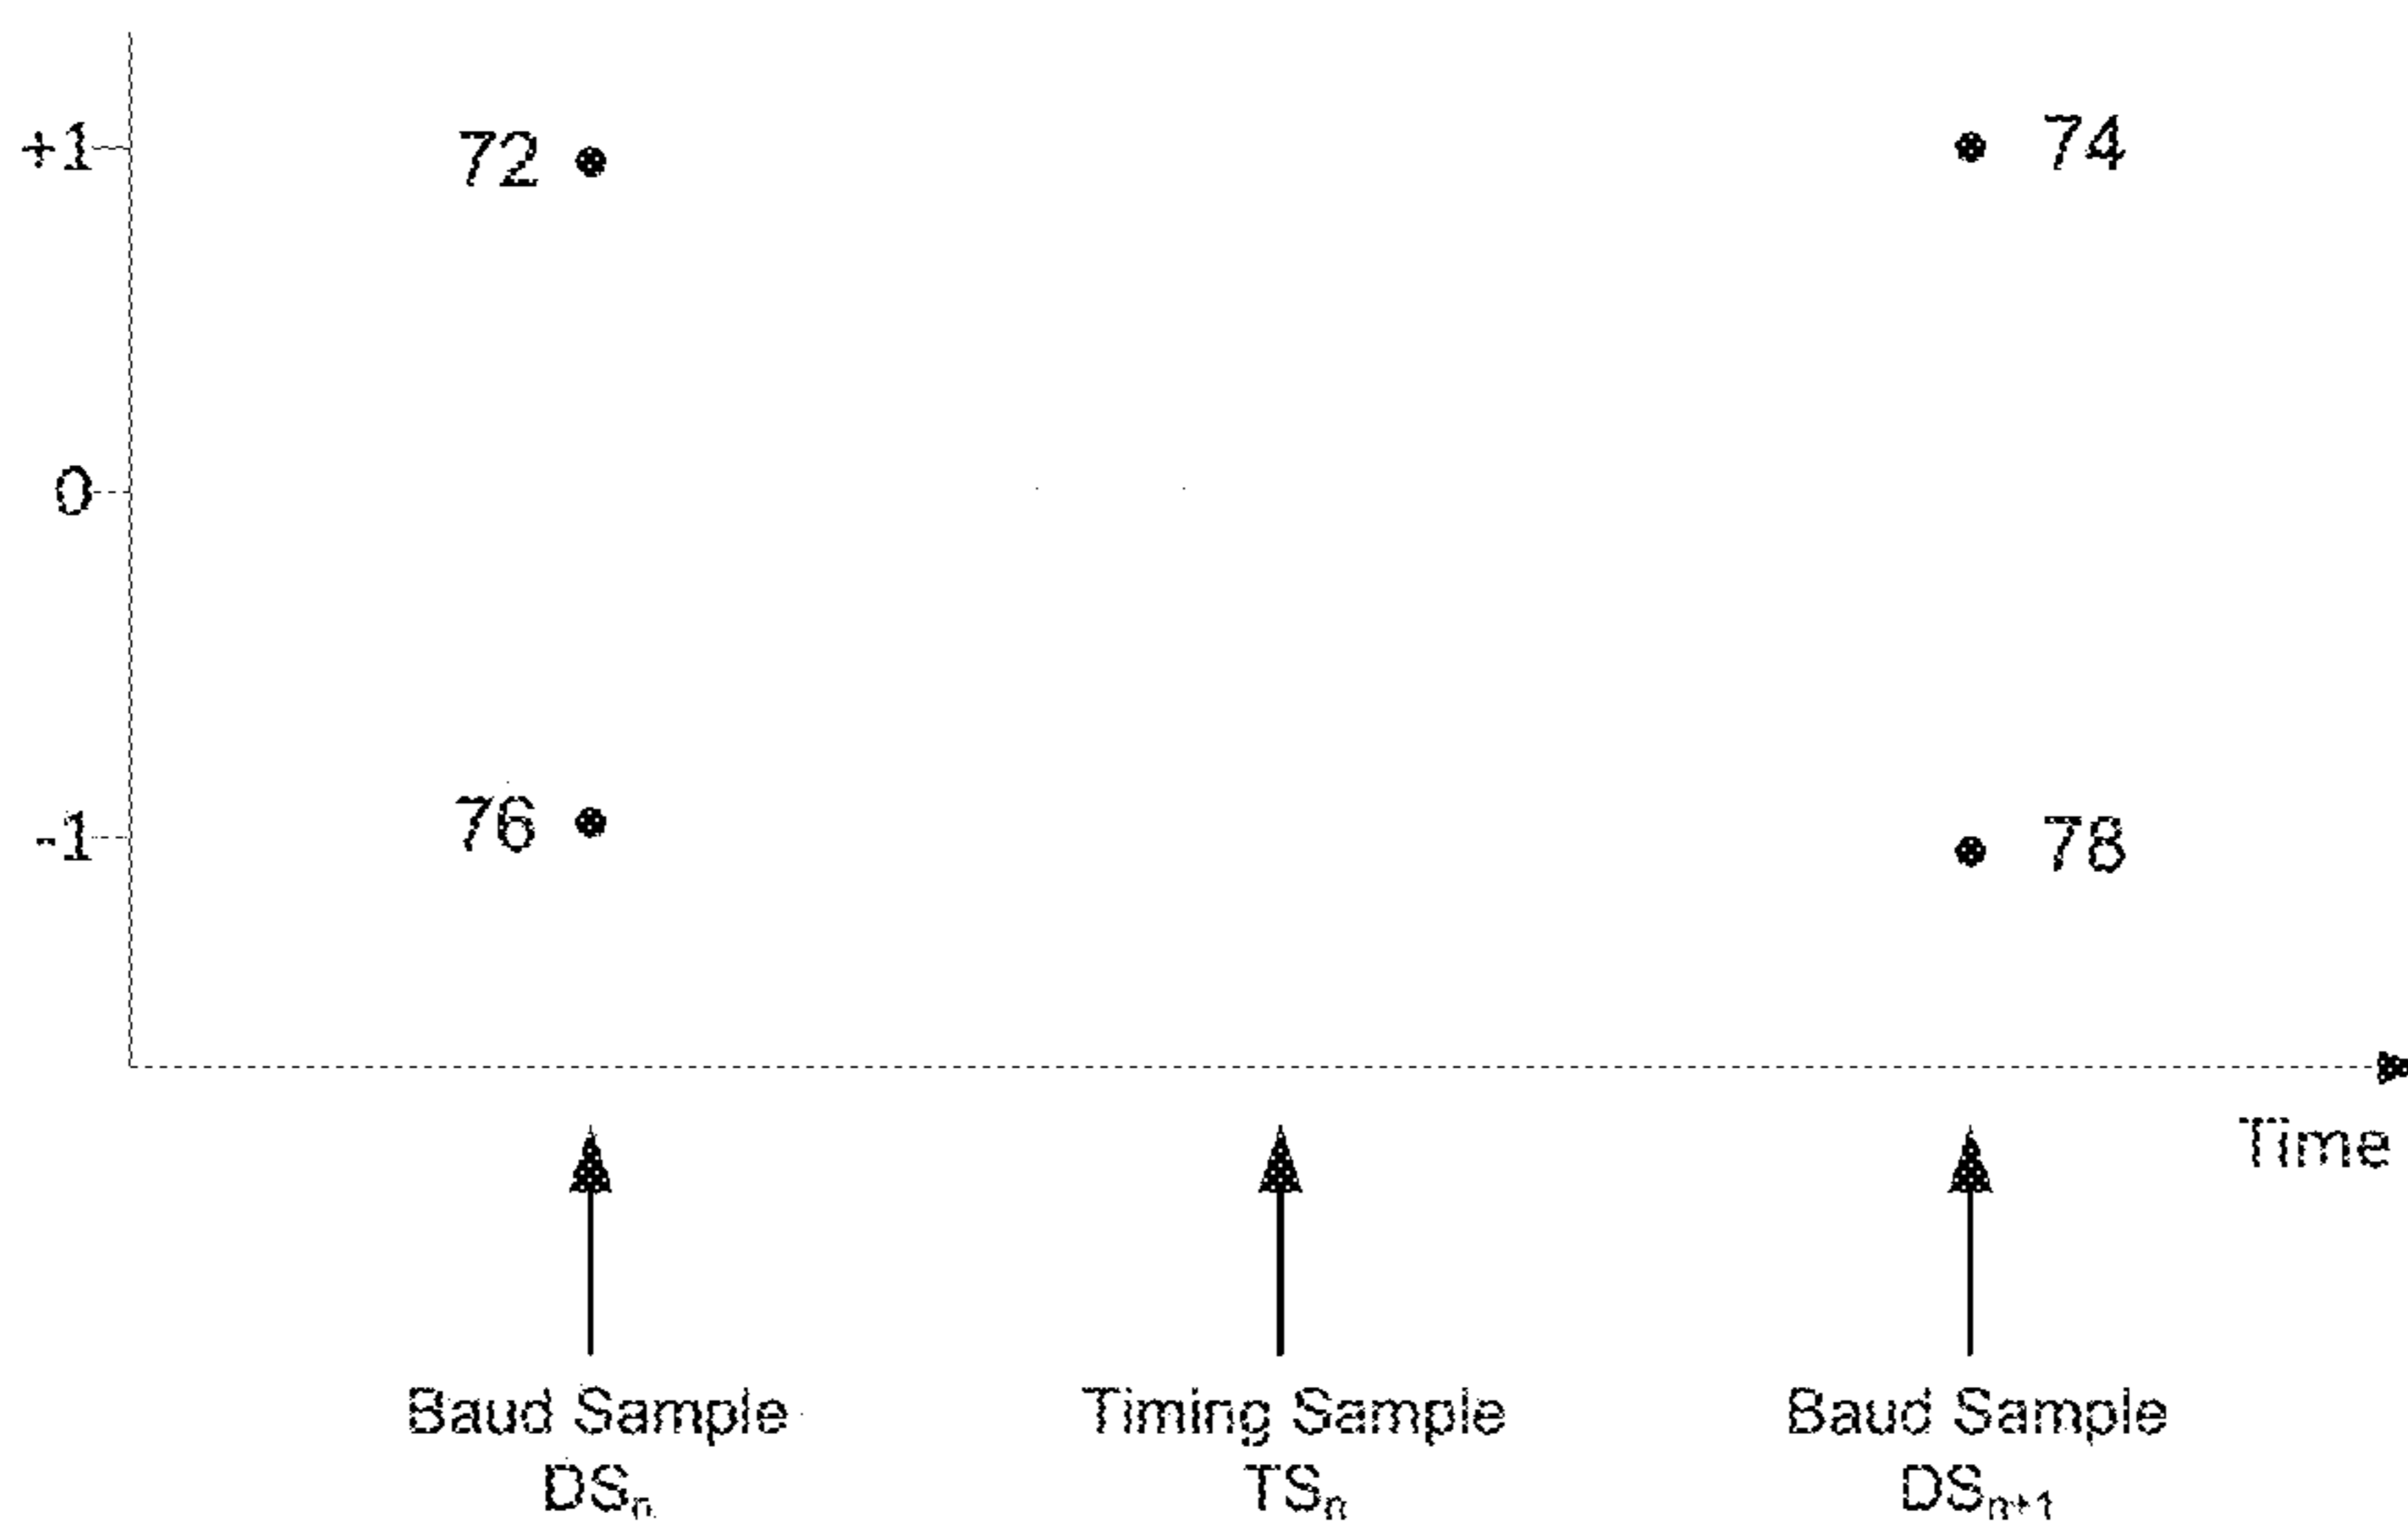 +1
72
74
0
76
-1
78
Time
Baud Sample
DSn
Timing Sample
TSn
Baud Sample
DSn+1